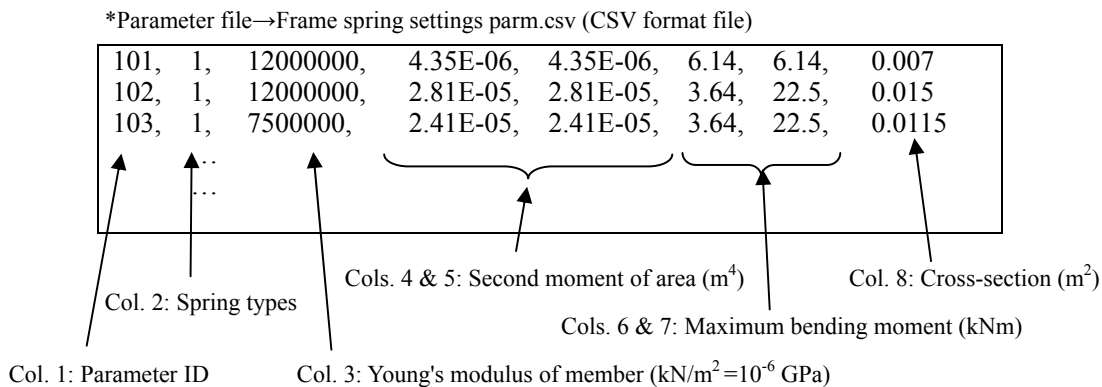 *Parameter file→Frame spring settings parm.csv (CSV format file)
101, 1, 12000000, 4.35E-06, 4.35E-06, 6.14, 6.14, 0.007
102, 1, 12000000, 2.81E-05, 2.81E-05, 3.64, 22.5, 0.015
103, 1, 7500000, 2.41E-05, 2.41E-05, 3.64, 22.5, 0.0115
…
…
Cols. 4 & 5: Second moment of area (m⁴) Col. 8: Cross-section (m²)
Col. 2: Spring types
Cols. 6 & 7: Maximum bending moment (kNm)
Col. 1: Parameter ID Col. 3: Young's modulus of member (kN/m² =10⁻⁶ GPa)